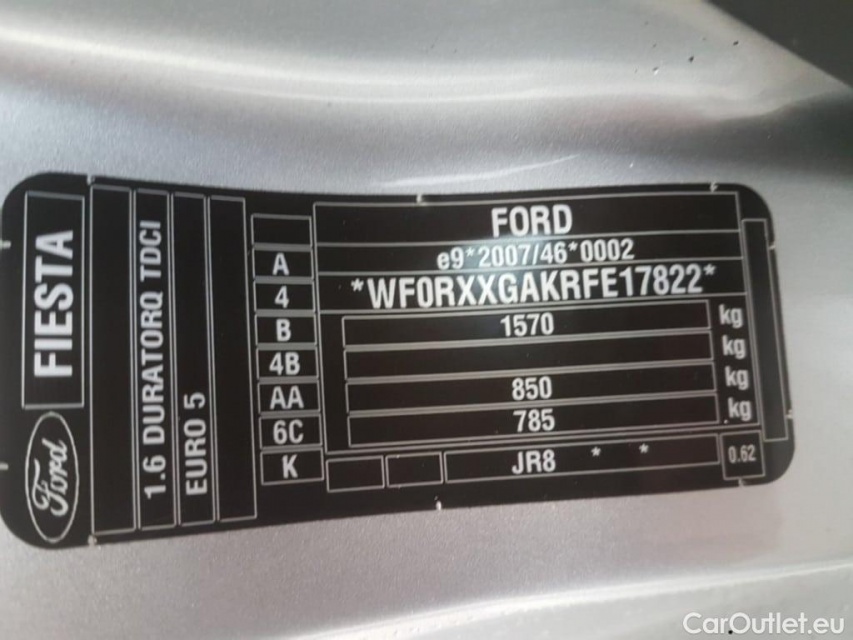 FORD
e9*2007/46*0002
*WF0RXXGAKRFE17822*
1570 kg
kg
850 kg
785 kg
JR8 * * 0.62
A
4
B
4B
AA
6C
K
FIESTA
Ford
1.6 DURATORQ TDCI
EURO 5
CarOutlet.eu